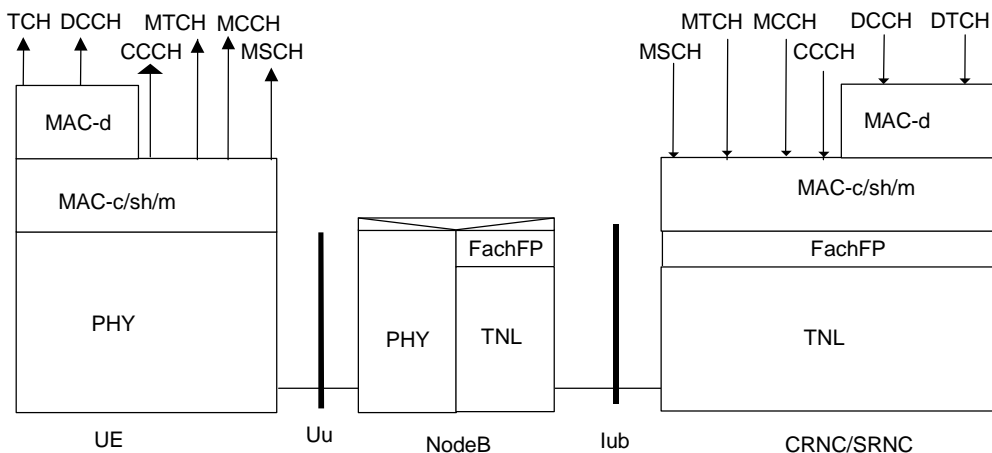 TCH DCCH MTCH MCCH
CCCH MSCH
MTCH MCCH DCCH DTCH
MSCH CCCH
MAC-d
MAC-c/sh/m
PHY
UE
Uu
FachFP
PHY TNL
NodeB
Iub
MAC-d
MAC-c/sh/m
FachFP
TNL
CRNC/SRNC